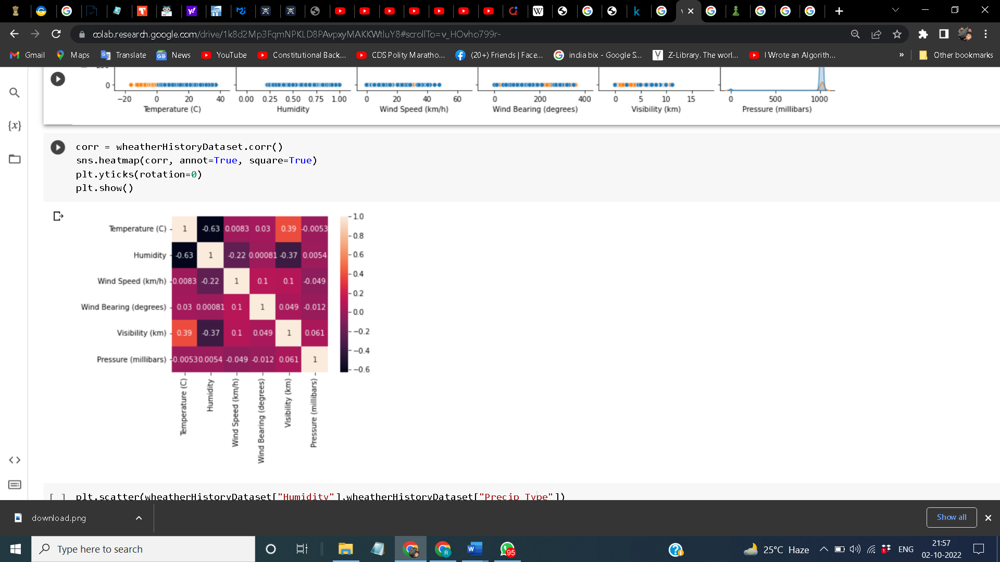 colab.research.google.com/drive/1k8d2Mp3FqmNPKLD8PAvpxyMAKKWtluY8#scrollTo=v_HOvho799r-
Gmail Maps Translate News YouTube Constitutional Back... CDS Polity Maratho... (20+) Friends | Face... india bix - Google S... Z-Library. The worl... I Wrote an Algorith... » Other bookmarks
0
−20 0 20 40 0.00 0.25 0.50 0.75 1.00 0 20 40 60 0 200 400 0 5 10 15 0 500 1000
Temperature (C) Humidity Wind Speed (km/h) Wind Bearing (degrees) Visibility (km) Pressure (millibars)
{x}
corr = wheatherHistoryDataset.corr()
sns.heatmap(corr, annot=True, square=True)
plt.yticks(rotation=0)
plt.show()
Temperature (C) 1 -0.63 0.0083 0.03 0.39 -0.0053
Humidity -0.63 1 -0.22 0.00081 -0.37 0.0054
Wind Speed (km/h) 0.0083 -0.22 1 0.1 0.1 -0.049
Wind Bearing (degrees) 0.03 0.00081 0.1 1 0.049 -0.012
Visibility (km) 0.39 -0.37 0.1 0.049 1 0.061
Pressure (millibars) -0.0053 0.0054 -0.049 -0.012 0.061 1
1.0
0.8
0.6
0.4
0.2
0.0
−0.2
−0.4
−0.6
Temperature (C)
Humidity
Wind Speed (km/h)
Wind Bearing (degrees)
Visibility (km)
Pressure (millibars)
[ ] plt.scatter(wheatherHistoryDataset["Humidity"],wheatherHistoryDataset["Precip Type"])
download.png
Show all
Type here to search
95
25°C Haze
1
ENG
21:57
02-10-2022